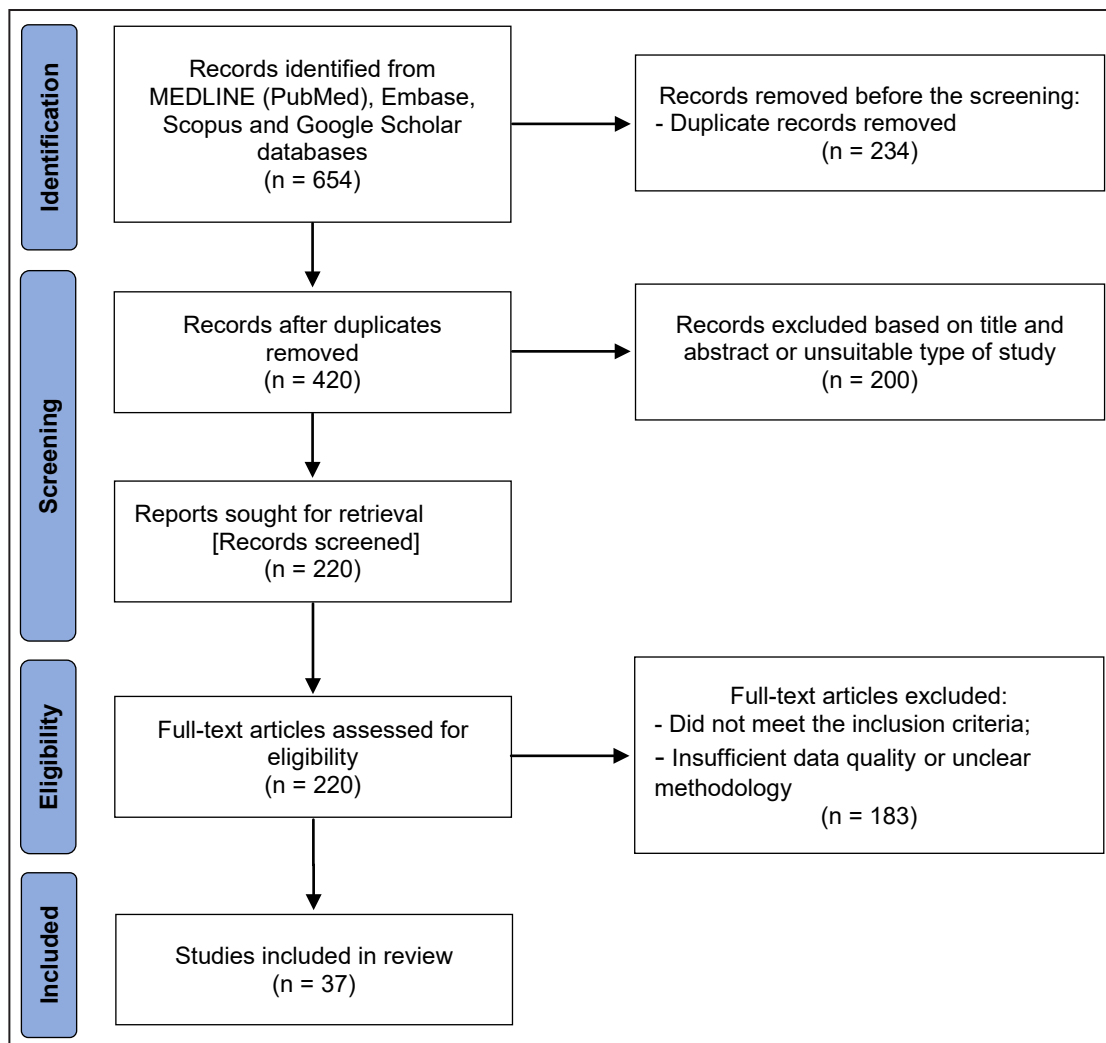 Identification
Records identified from
MEDLINE (PubMed), Embase,
Scopus and Google Scholar
databases
(n = 654)
Records removed before the screening:
- Duplicate records removed
(n = 234)
Screening
Records after duplicates
removed
(n = 420)
Records excluded based on title and
abstract or unsuitable type of study
(n = 200)
Reports sought for retrieval
[Records screened]
(n = 220)
Eligibility
Full-text articles assessed for
eligibility
(n = 220)
Full-text articles excluded:
- Did not meet the inclusion criteria;
- Insufficient data quality or unclear
methodology
(n = 183)
Included
Studies included in review
(n = 37)